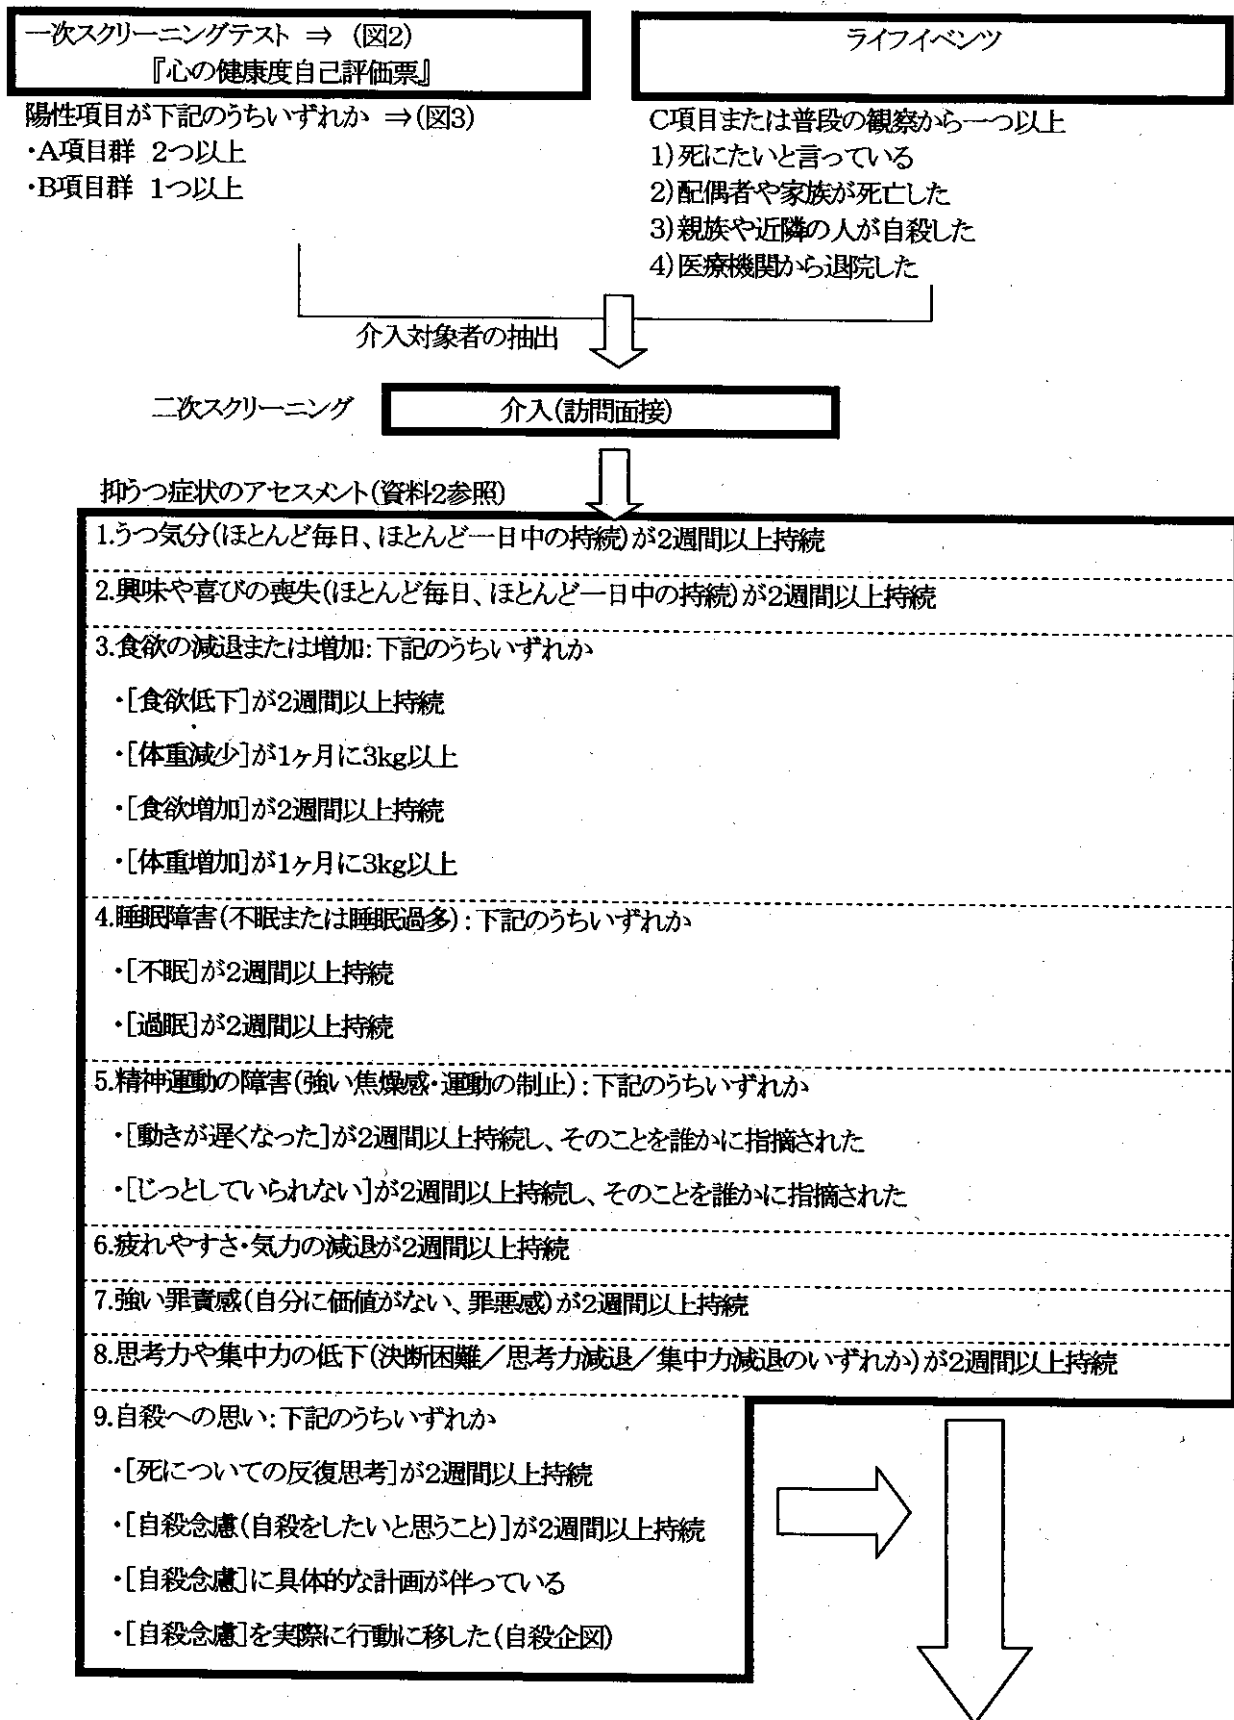 一次スクリーニングテスト ⇒ (図2)
『心の健康度自己評価票』
陽性項目が下記のうちいずれか ⇒(図3)
・A項目群 2つ以上
・B項目群 1つ以上
ライフイベンツ
C項目または普段の観察から一つ以上
1)死にたいと言っている
2)配偶者や家族が死亡した
3)親族や近隣の人が自殺した
4)医療機関から退院した
介入対象者の抽出
二次スクリーニング
介入(訪問面接)
抑うつ症状のアセスメント(資料2参照)
1.うつ気分(ほとんど毎日、ほとんど一日中の持続)が2週間以上持続
2.興味や喜びの喪失(ほとんど毎日、ほとんど一日中の持続)が2週間以上持続
3.食欲の減退または増加:下記のうちいずれか
・[食欲低下]が2週間以上持続
・[体重減少]が1ヶ月に3kg以上
・[食欲増加]が2週間以上持続
・[体重増加]が1ヶ月に3kg以上
4.睡眠障害(不眠または睡眠過多):下記のうちいずれか
・[不眠]が2週間以上持続
・[過眠]が2週間以上持続
5.精神運動の障害(強い焦燥感・運動の制止):下記のうちいずれか
・[動きが遅くなった]が2週間以上持続し、そのことを誰かに指摘された
・[じっとしていられない]が2週間以上持続し、そのことを誰かに指摘された
6.疲れやすさ・気力の減退が2週間以上持続
7.強い罪責感(自分に価値がない、罪悪感)が2週間以上持続
8.思考力や集中力の低下(決断困難／思考力減退／集中力減退のいずれか)が2週間以上持続
9.自殺への思い:下記のうちいずれか
・[死についての反復思考]が2週間以上持続
・[自殺念慮(自殺をしたいと思うこと)]が2週間以上持続
・[自殺念慮]に具体的な計画が伴っている
・[自殺念慮]を実際に行動に移した(自殺企図)